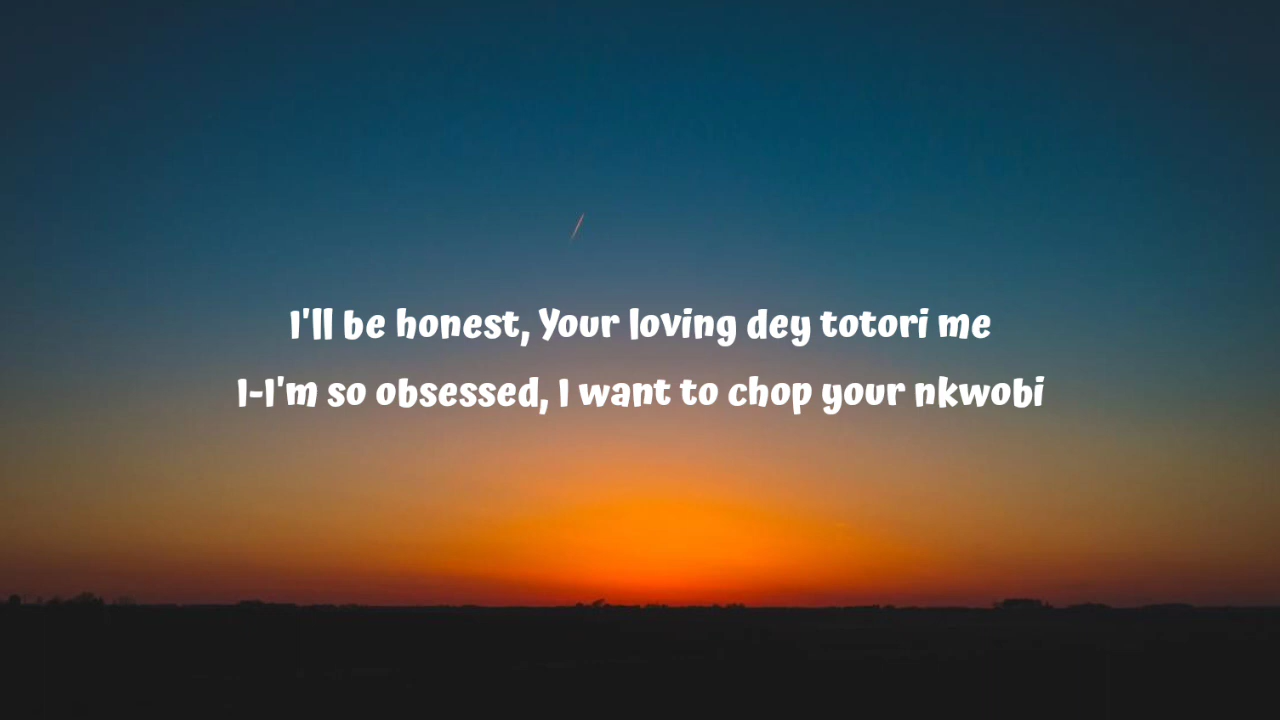 I'll be honest, Your loving dey totori me
I-I'm so obsessed, I want to chop your nkwobi